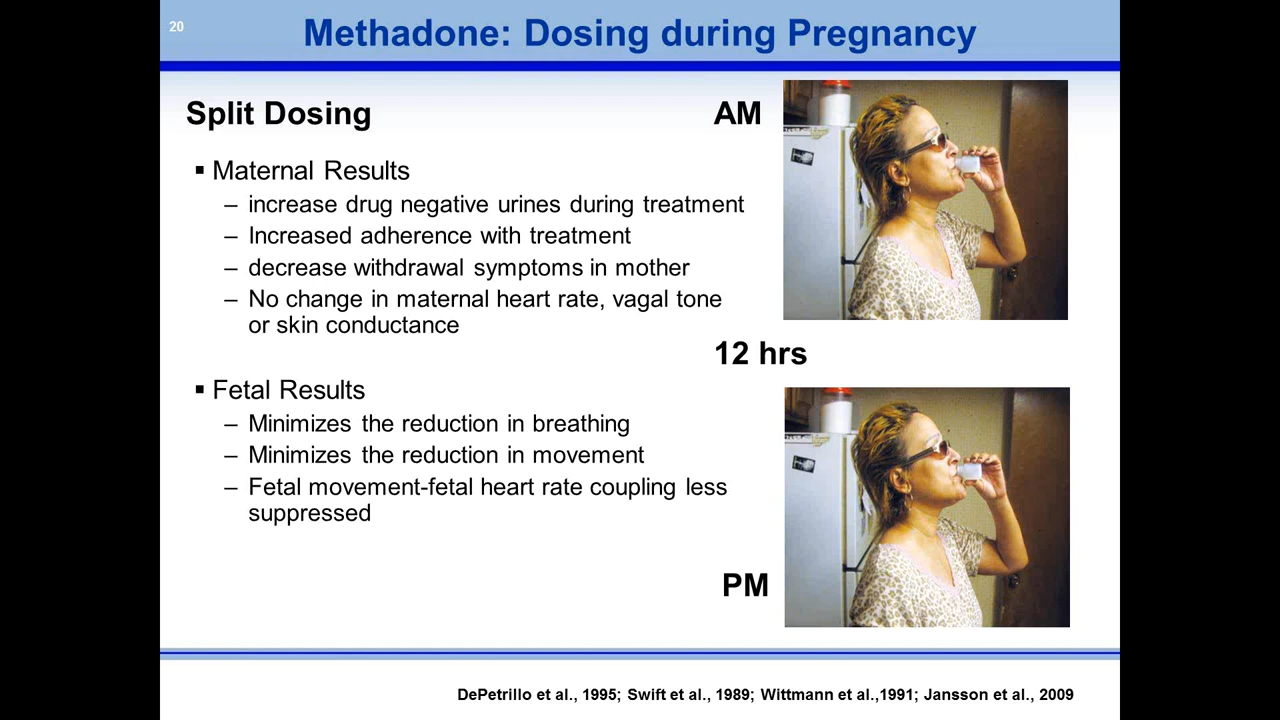 20
Methadone: Dosing during Pregnancy
Split Dosing
AM
▪ Maternal Results
– increase drug negative urines during treatment
– Increased adherence with treatment
– decrease withdrawal symptoms in mother
– No change in maternal heart rate, vagal tone
or skin conductance
12 hrs
▪ Fetal Results
– Minimizes the reduction in breathing
– Minimizes the reduction in movement
– Fetal movement-fetal heart rate coupling less
suppressed
PM
DePetrillo et al., 1995; Swift et al., 1989; Wittmann et al.,1991; Jansson et al., 2009